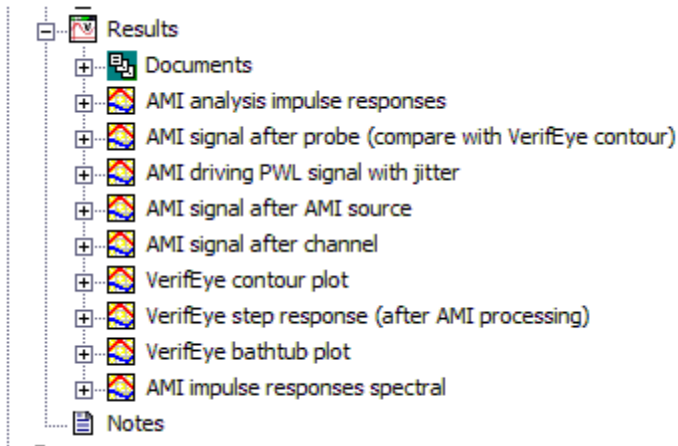 Results
Documents
AMI analysis impulse responses
AMI signal after probe (compare with VerifEye contour)
AMI driving PWL signal with jitter
AMI signal after AMI source
AMI signal after channel
VerifEye contour plot
VerifEye step response (after AMI processing)
VerifEye bathtub plot
AMI impulse responses spectral
Notes